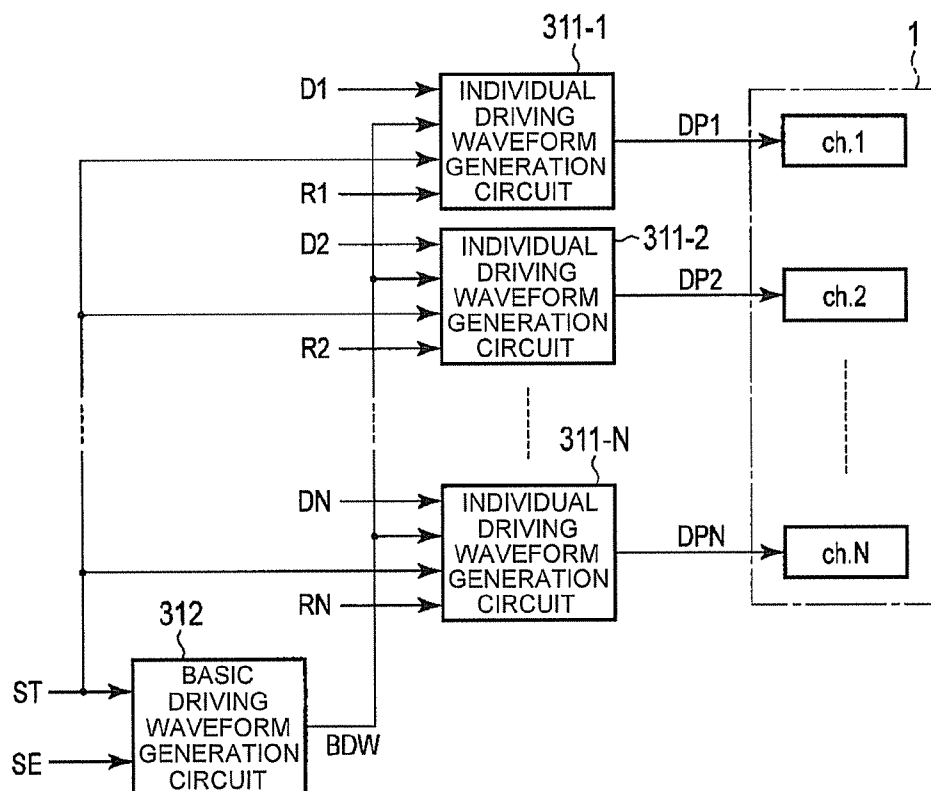 311-1
1
D1
INDIVIDUAL
DRIVING
WAVEFORM
GENERATION
CIRCUIT
DP1
ch.1
R1
D2
INDIVIDUAL
DRIVING
WAVEFORM
GENERATION
CIRCUIT
311-2
DP2
ch.2
R2
311-N
DN
INDIVIDUAL
DRIVING
WAVEFORM
GENERATION
CIRCUIT
DPN
ch.N
RN
312
ST
SE
BASIC
DRIVING
WAVEFORM
GENERATION
CIRCUIT
BDW